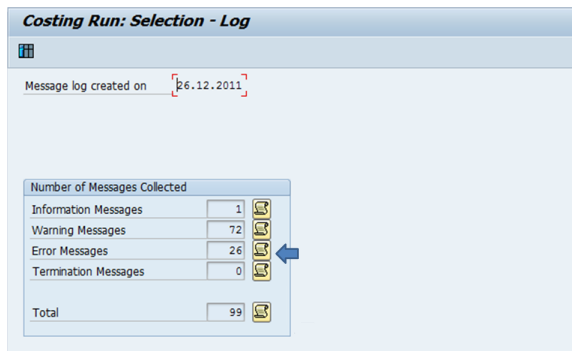 Costing Run: Selection - Log
Message log created on 26.12.2011
Number of Messages Collected
Information Messages 1
Warning Messages 72
Error Messages 26
Termination Messages 0
Total 99